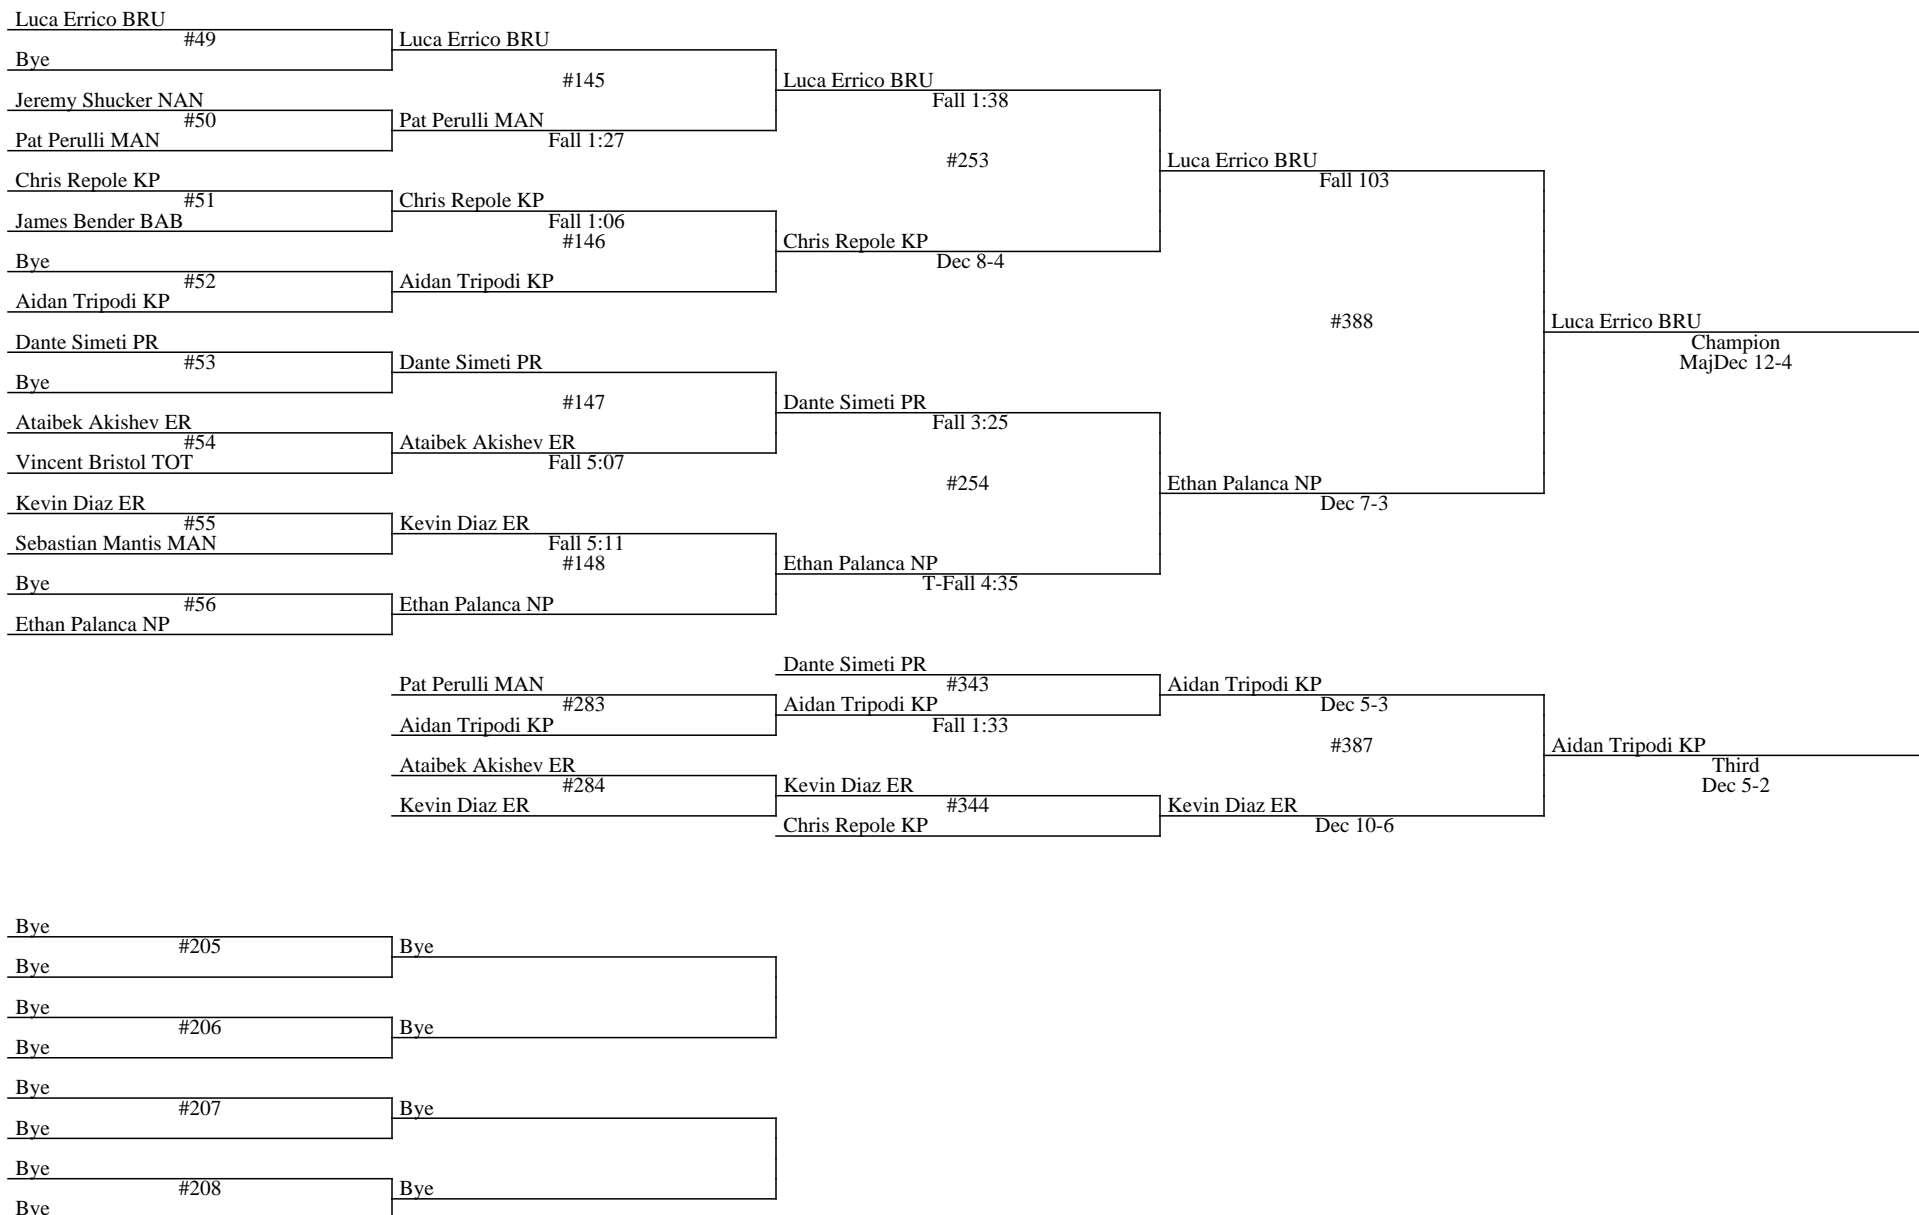 Luca Errico BRU
#49
Bye
Luca Errico BRU
#145
Jeremy Shucker NAN
#50
Pat Perulli MAN
Pat Perulli MAN
Fall 1:27
Luca Errico BRU
Fall 1:38
#253
Chris Repole KP
#51
James Bender BAB
Chris Repole KP
Fall 1:06
#146
Bye
#52
Aidan Tripodi KP
Aidan Tripodi KP
Chris Repole KP
Dec 8-4
Luca Errico BRU
Fall 103
#388
Dante Simeti PR
#53
Bye
Dante Simeti PR
#147
Ataibek Akishev ER
#54
Vincent Bristol TOT
Ataibek Akishev ER
Fall 5:07
Dante Simeti PR
Fall 3:25
#254
Kevin Diaz ER
#55
Sebastian Mantis MAN
Kevin Diaz ER
Fall 5:11
#148
Bye
#56
Ethan Palanca NP
Ethan Palanca NP
Ethan Palanca NP
T-Fall 4:35
Ethan Palanca NP
Dec 7-3
Luca Errico BRU
Champion
MajDec 12-4
Pat Perulli MAN
#283
Aidan Tripodi KP
Dante Simeti PR
#343
Aidan Tripodi KP
Fall 1:33
Aidan Tripodi KP
Dec 5-3
#387
Ataibek Akishev ER
#284
Kevin Diaz ER
Kevin Diaz ER
#344
Chris Repole KP
Kevin Diaz ER
Dec 10-6
Aidan Tripodi KP
Third
Dec 5-2
Bye
#205
Bye
Bye
Bye
#206
Bye
Bye
Bye
#207
Bye
Bye
Bye
#208
Bye
Bye